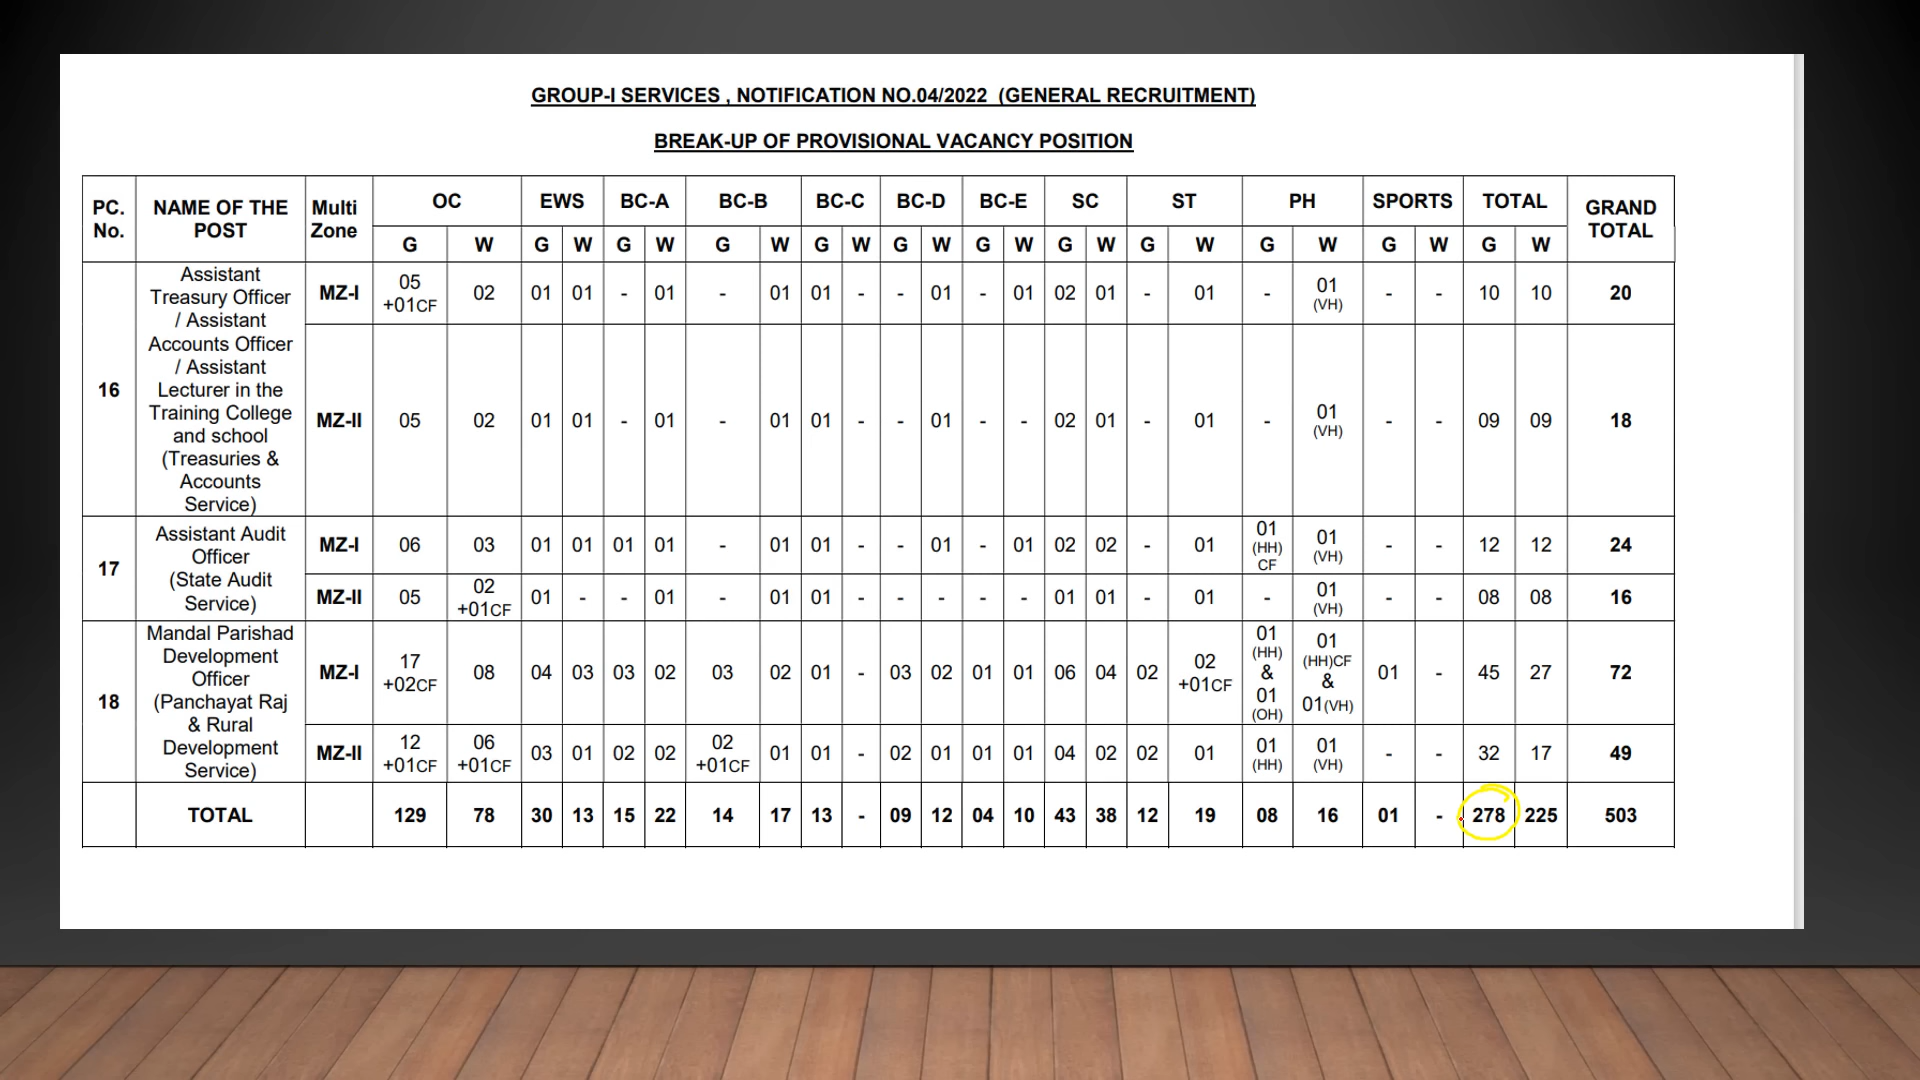 GROUP-I SERVICES , NOTIFICATION NO.04/2022 (GENERAL RECRUITMENT)
BREAK-UP OF PROVISIONAL VACANCY POSITION
PC. No. NAME OF THE POST Multi Zone OC EWS BC-A BC-B BC-C BC-D BC-E SC ST PH SPORTS TOTAL GRAND TOTAL
G W G W G W G W G W G W G W G W G W G W G W G W
16 Assistant Treasury Officer / Assistant Accounts Officer / Assistant Lecturer in the Training College and school (Treasuries & Accounts Service)
MZ-I 05 +01CF 02 01 01 - 01 - 01 01 - - 01 - 01 02 01 - 01 - 01 (VH) - - 10 10 20
MZ-II 05 02 01 01 - 01 - 01 01 - - 01 - - 02 01 - 01 - 01 (VH) - - 09 09 18
17 Assistant Audit Officer (State Audit Service)
MZ-I 06 03 01 01 01 01 - 01 01 - - 01 - 01 02 02 - 01 01 (HH) CF 01 (VH) - - 12 12 24
MZ-II 05 02 +01CF 01 - - 01 - 01 01 - - - - - 01 01 - 01 - 01 (VH) - - 08 08 16
18 Mandal Parishad Development Officer (Panchayat Raj & Rural Development Service)
MZ-I 17 +02CF 08 04 03 03 02 03 02 01 - 03 02 01 01 06 04 02 02 +01CF 01 (HH) & 01 (OH) 01 (HH)CF & 01(VH) 01 - 45 27 72
MZ-II 12 +01CF 06 +01CF 03 01 02 02 02 +01CF 01 01 - 02 01 01 01 04 02 02 01 01 (HH) 01 (VH) - - 32 17 49
TOTAL 129 78 30 13 15 22 14 17 13 - 09 12 04 10 43 38 12 19 08 16 01 - 278 225 503